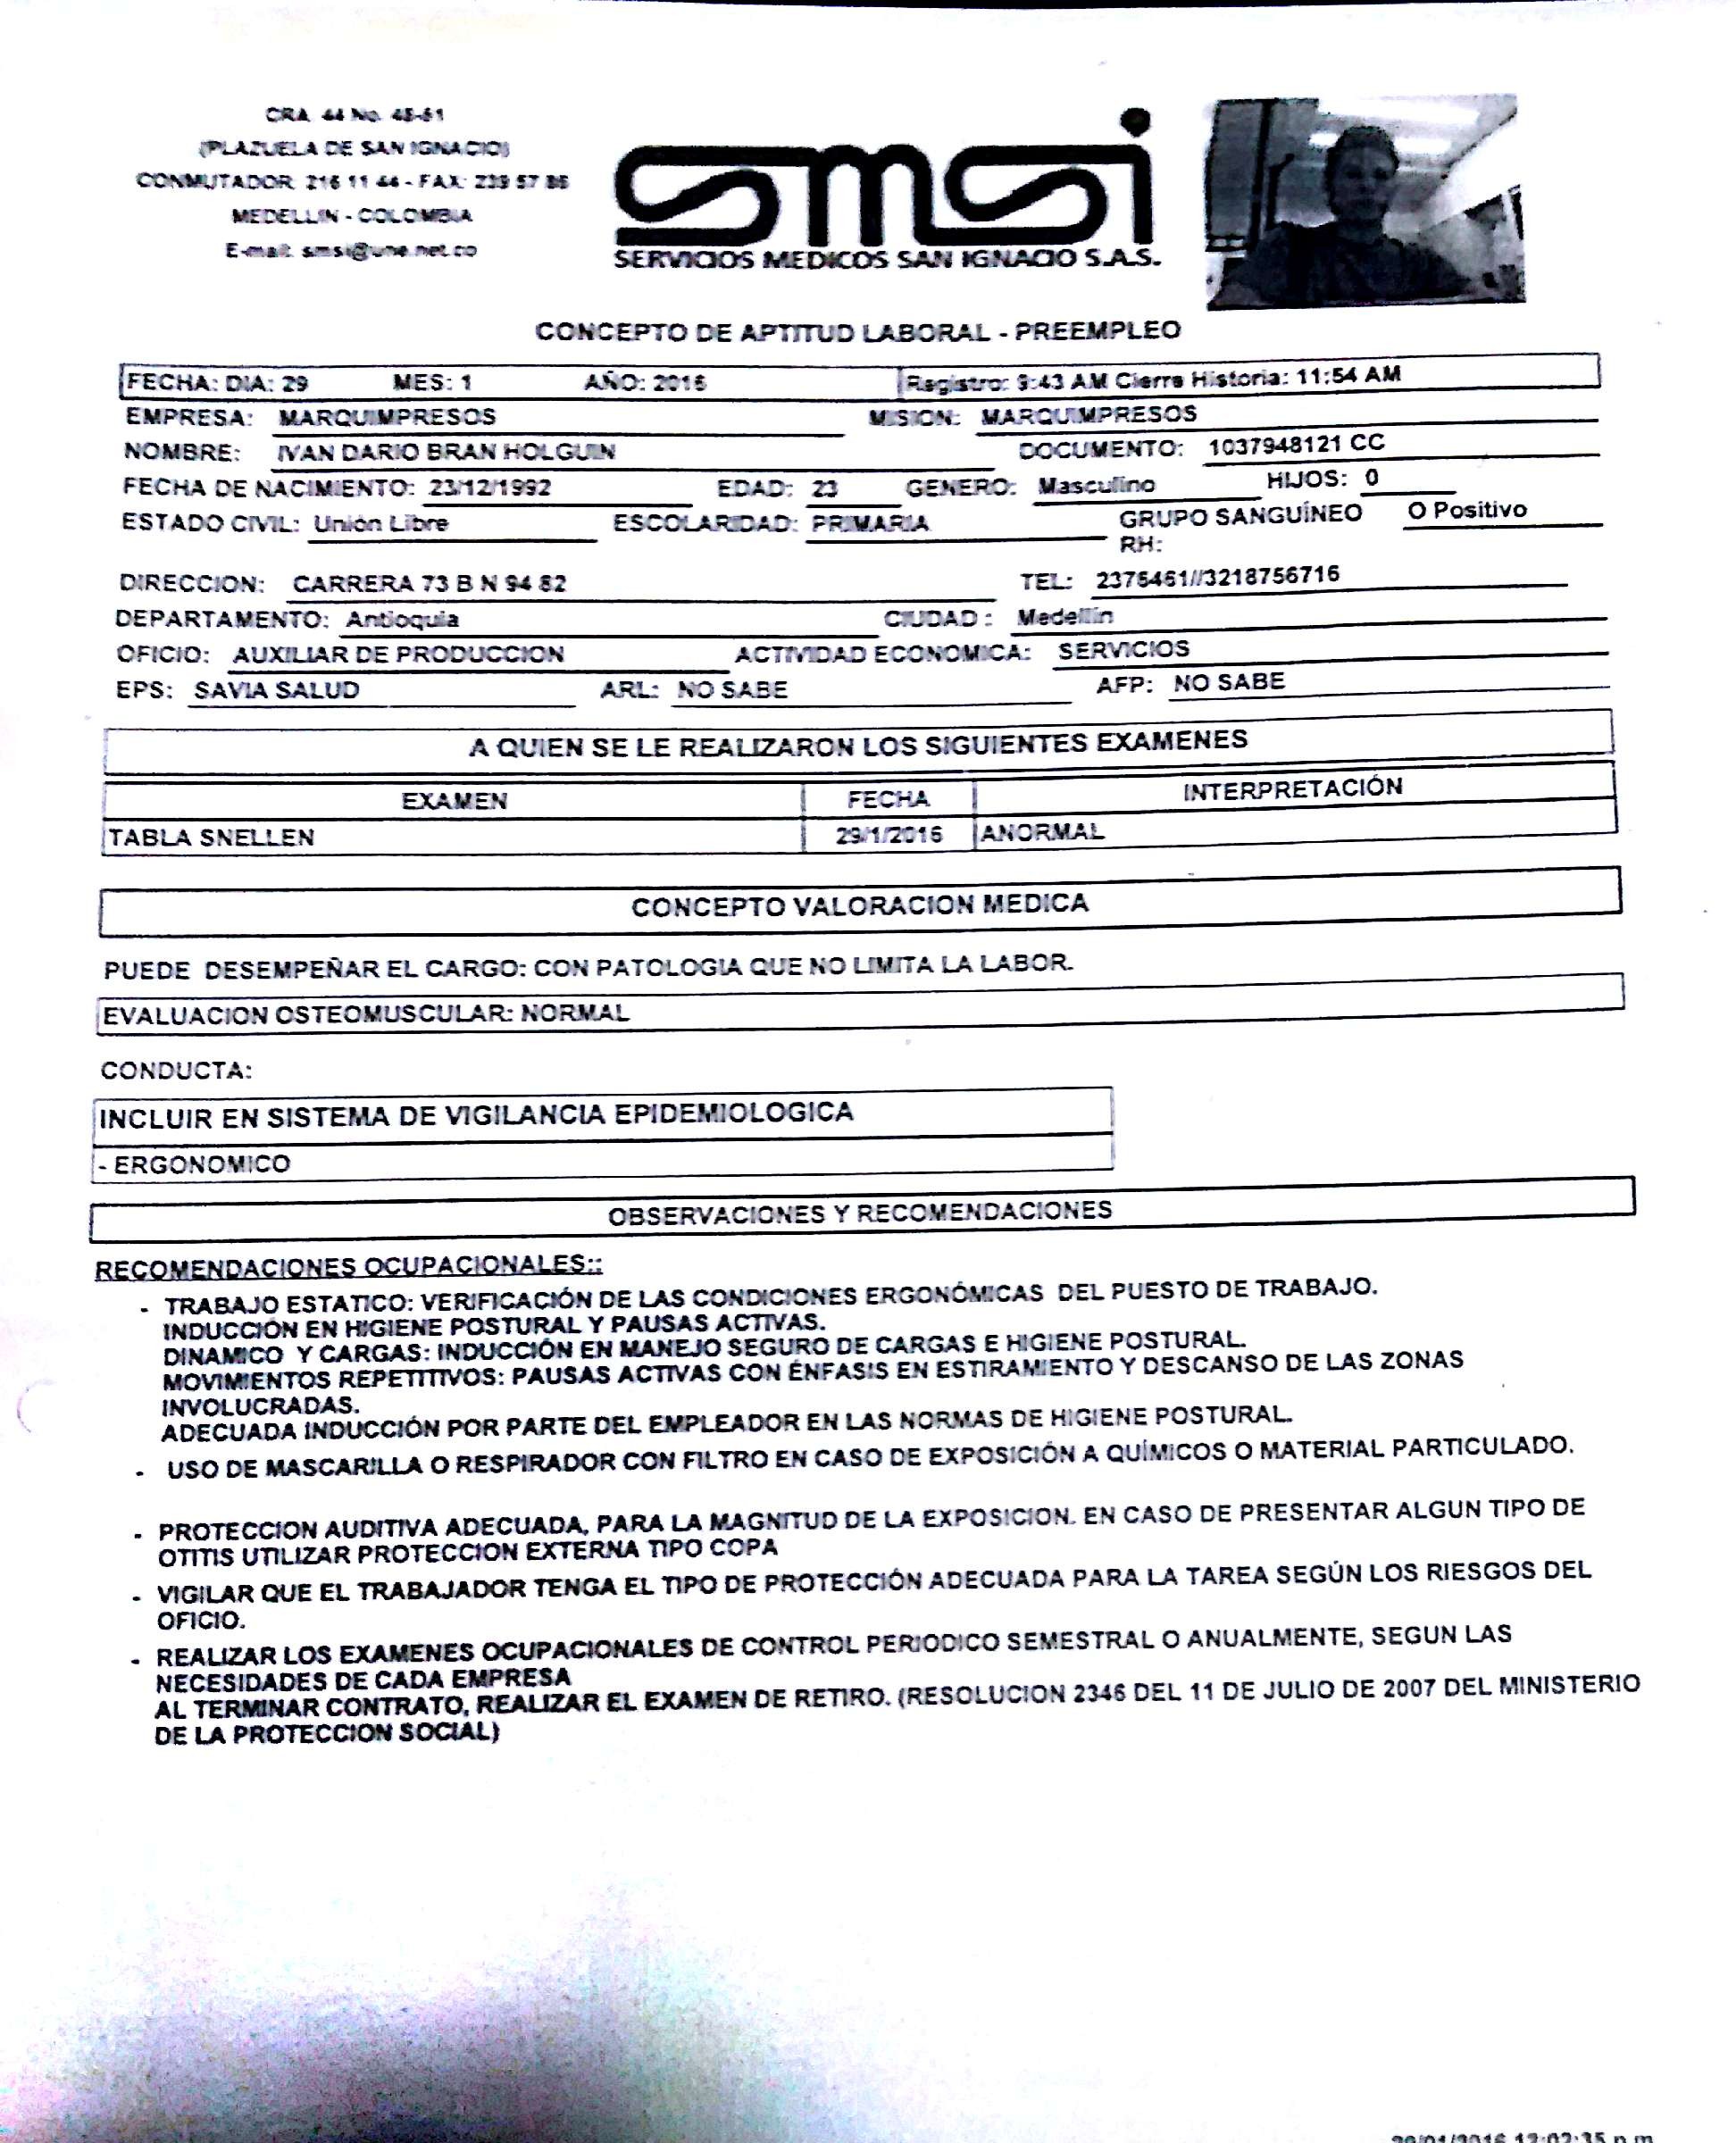 CRA. 44 No. 48-51
(PLAZUELA DE SAN IGNACIO)
CONMUTADOR: 216 11 44 - FAX: 239 57 86
MEDELLIN - COLOMBIA
E-mail: smsi@une.net.co
smsi
SERVICIOS MEDICOS SAN IGNACIO S.A.S.
CONCEPTO DE APTITUD LABORAL - PREEMPLEO
FECHA: DIA: 29 MES: 1 AÑO: 2016 Registro: 9:43 AM Cierre Historia: 11:54 AM
EMPRESA: MARQUIMPRESOS MISION: MARQUIMPRESOS
NOMBRE: IVAN DARIO BRAN HOLGUIN DOCUMENTO: 1037948121 CC
FECHA DE NACIMIENTO: 23/12/1992 EDAD: 23 GENERO: Masculino HIJOS: 0
ESTADO CIVIL: Unión Libre ESCOLARIDAD: PRIMARIA GRUPO SANGUÍNEO O Positivo
RH:
DIRECCION: CARRERA 73 B N 94 82 TEL: 2375461//3218756716
DEPARTAMENTO: Antioquia CIUDAD : Medellín
OFICIO: AUXILIAR DE PRODUCCION ACTIVIDAD ECONOMICA: SERVICIOS
EPS: SAVIA SALUD ARL: NO SABE AFP: NO SABE
A QUIEN SE LE REALIZARON LOS SIGUIENTES EXAMENES
EXAMEN FECHA INTERPRETACIÓN
TABLA SNELLEN 29/1/2016 ANORMAL
CONCEPTO VALORACION MEDICA
PUEDE DESEMPEÑAR EL CARGO: CON PATOLOGIA QUE NO LIMITA LA LABOR.
EVALUACION OSTEOMUSCULAR: NORMAL
CONDUCTA:
INCLUIR EN SISTEMA DE VIGILANCIA EPIDEMIOLOGICA
- ERGONOMICO
OBSERVACIONES Y RECOMENDACIONES
RECOMENDACIONES OCUPACIONALES::
- TRABAJO ESTATICO: VERIFICACIÓN DE LAS CONDICIONES ERGONÓMICAS DEL PUESTO DE TRABAJO.
INDUCCIÓN EN HIGIENE POSTURAL Y PAUSAS ACTIVAS.
DINAMICO Y CARGAS: INDUCCIÓN EN MANEJO SEGURO DE CARGAS E HIGIENE POSTURAL.
MOVIMIENTOS REPETITIVOS: PAUSAS ACTIVAS CON ÉNFASIS EN ESTIRAMIENTO Y DESCANSO DE LAS ZONAS
INVOLUCRADAS.
ADECUADA INDUCCIÓN POR PARTE DEL EMPLEADOR EN LAS NORMAS DE HIGIENE POSTURAL.
- USO DE MASCARILLA O RESPIRADOR CON FILTRO EN CASO DE EXPOSICIÓN A QUÍMICOS O MATERIAL PARTICULADO.
- PROTECCION AUDITIVA ADECUADA, PARA LA MAGNITUD DE LA EXPOSICION. EN CASO DE PRESENTAR ALGUN TIPO DE
OTITIS UTILIZAR PROTECCION EXTERNA TIPO COPA
- VIGILAR QUE EL TRABAJADOR TENGA EL TIPO DE PROTECCIÓN ADECUADA PARA LA TAREA SEGÚN LOS RIESGOS DEL
OFICIO.
- REALIZAR LOS EXAMENES OCUPACIONALES DE CONTROL PERIODICO SEMESTRAL O ANUALMENTE, SEGUN LAS
NECESIDADES DE CADA EMPRESA
AL TERMINAR CONTRATO, REALIZAR EL EXAMEN DE RETIRO. (RESOLUCION 2346 DEL 11 DE JULIO DE 2007 DEL MINISTERIO
DE LA PROTECCION SOCIAL)
29/01/2016 12:02:35 p.m.